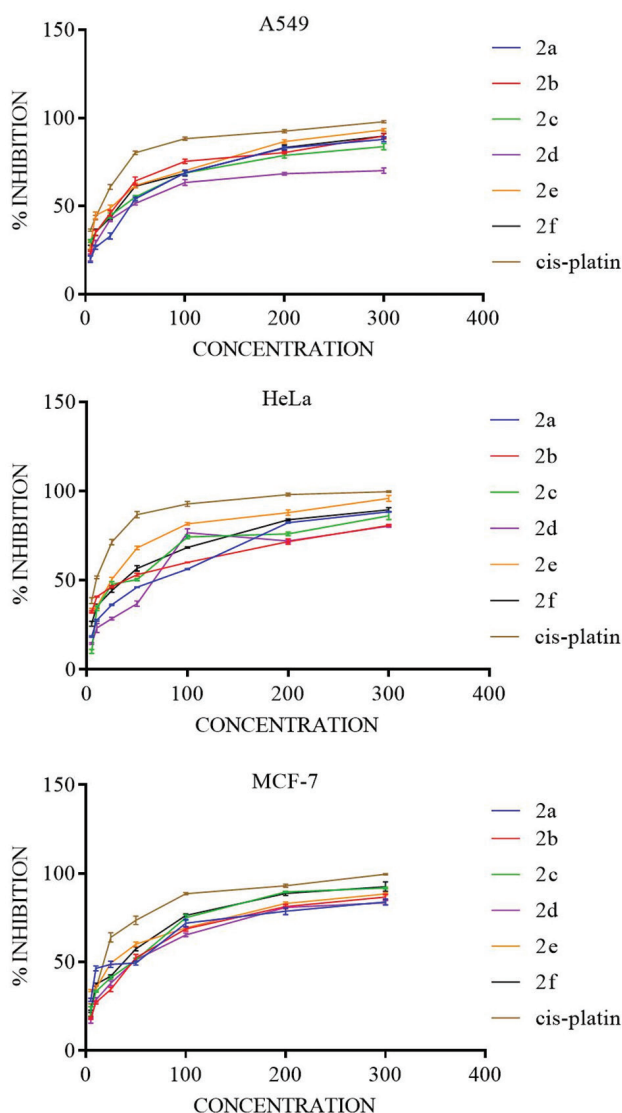 A549
150
100
50
0
% INHIBITION
0 100 200 300 400
CONCENTRATION
2a
2b
2c
2d
2e
2f
cis-platin
HeLa
150
100
50
0
% INHIBITION
0 100 200 300 400
CONCENTRATION
2a
2b
2c
2d
2e
2f
cis-platin
MCF-7
150
100
50
0
% INHIBITION
0 100 200 300 400
CONCENTRATION
2a
2b
2c
2d
2e
2f
cis-platin